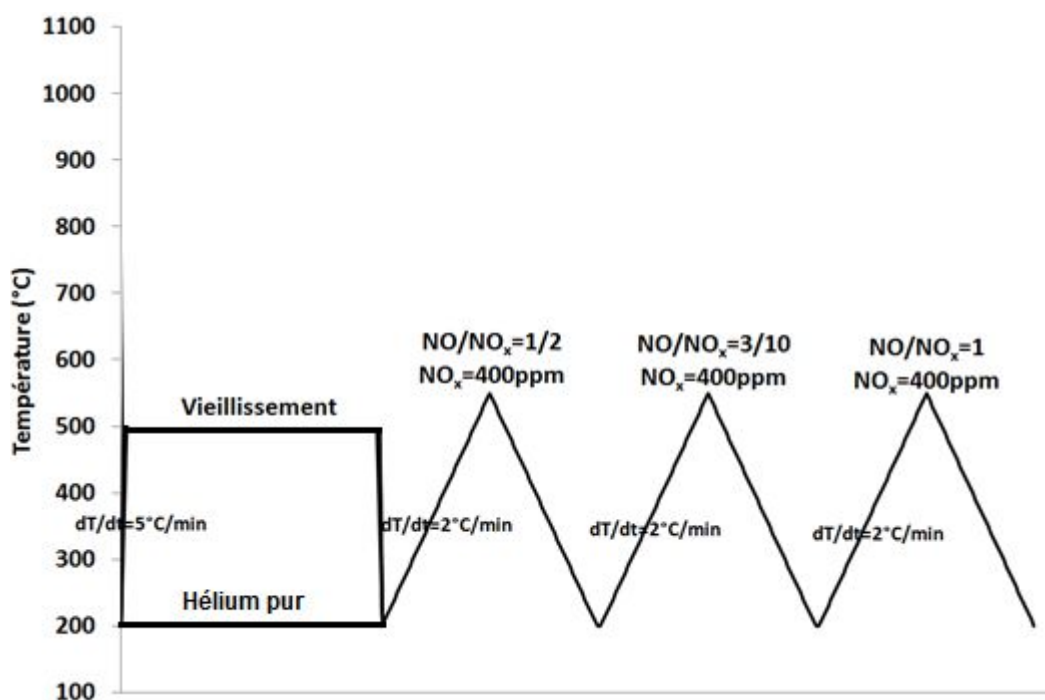 1100
1000
900
800
700
600
500
400
300
200
100
Température (°C)
Vieillissement
dT/dt=5°C/min
Hélium pur
NO/NOₓ=1/2
NOₓ=400ppm
dT/dt=2°C/min
NO/NOₓ=3/10
NOₓ=400ppm
dT/dt=2°C/min
NO/NOₓ=1
NOₓ=400ppm
dT/dt=2°C/min